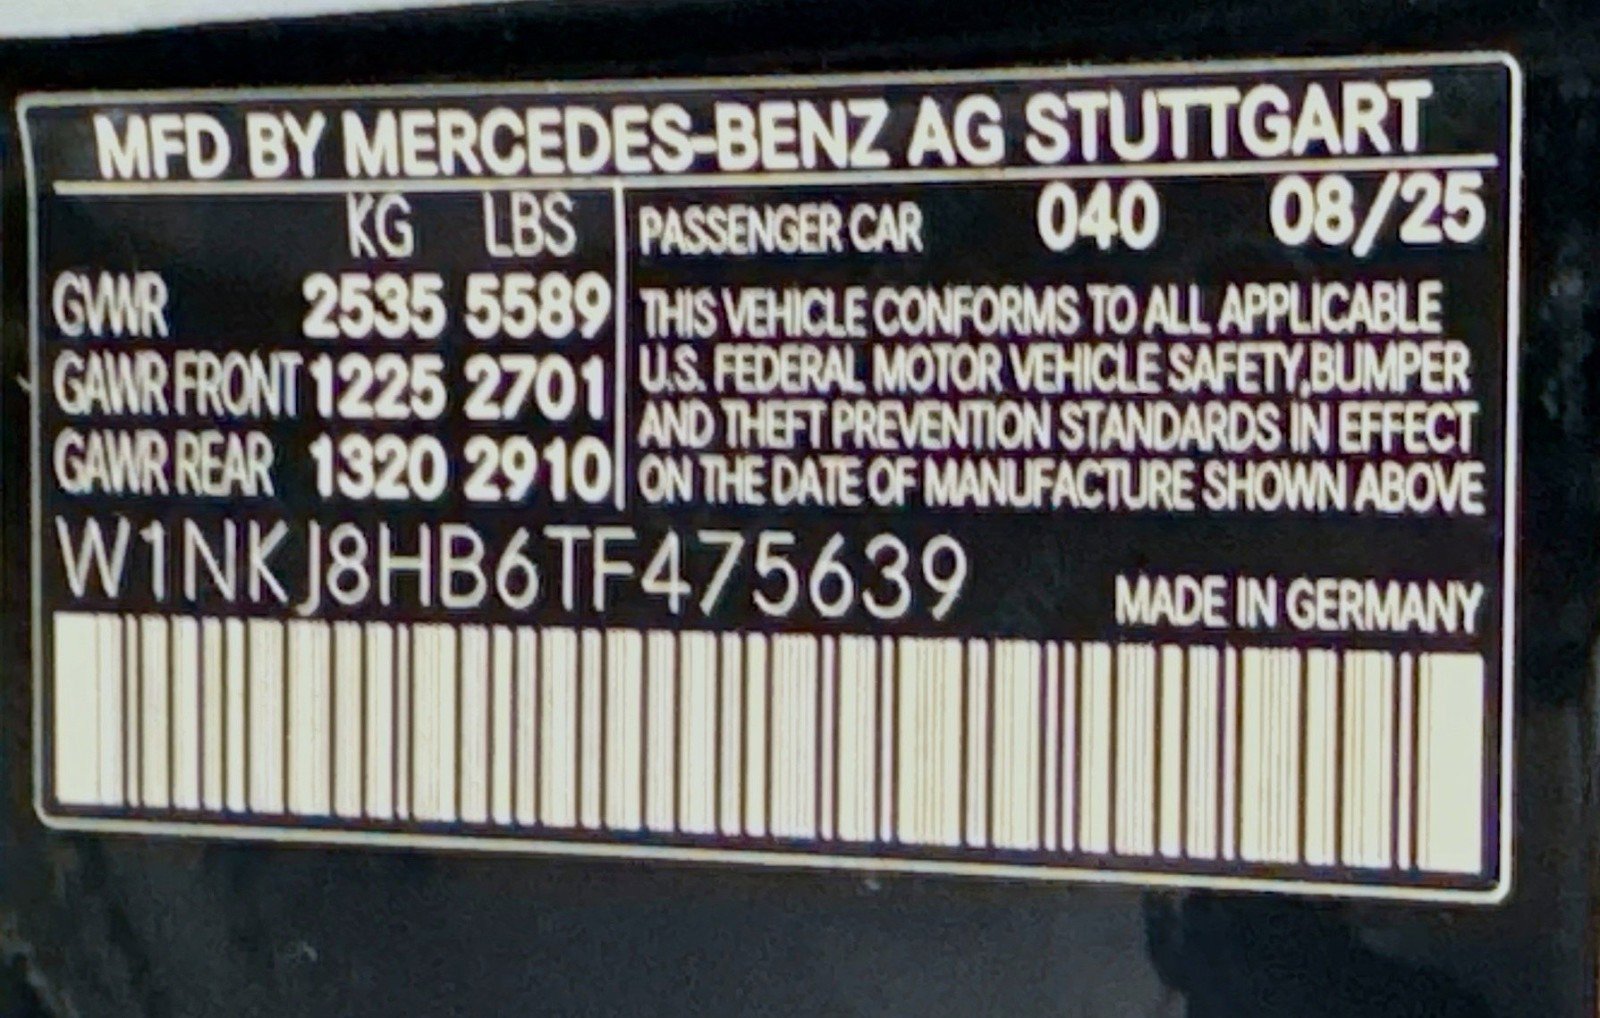 MFD BY MERCEDES-BENZ AG STUTTGART
KG LBS
GVWR 2535 5589
GAWR FRONT 1225 2701
GAWR REAR 1320 2910
PASSENGER CAR 040 08/25
THIS VEHICLE CONFORMS TO ALL APPLICABLE
U.S. FEDERAL MOTOR VEHICLE SAFETY,BUMPER
AND THEFT PREVENTION STANDARDS IN EFFECT
ON THE DATE OF MANUFACTURE SHOWN ABOVE
W1NKJ8HB6TF475639
MADE IN GERMANY